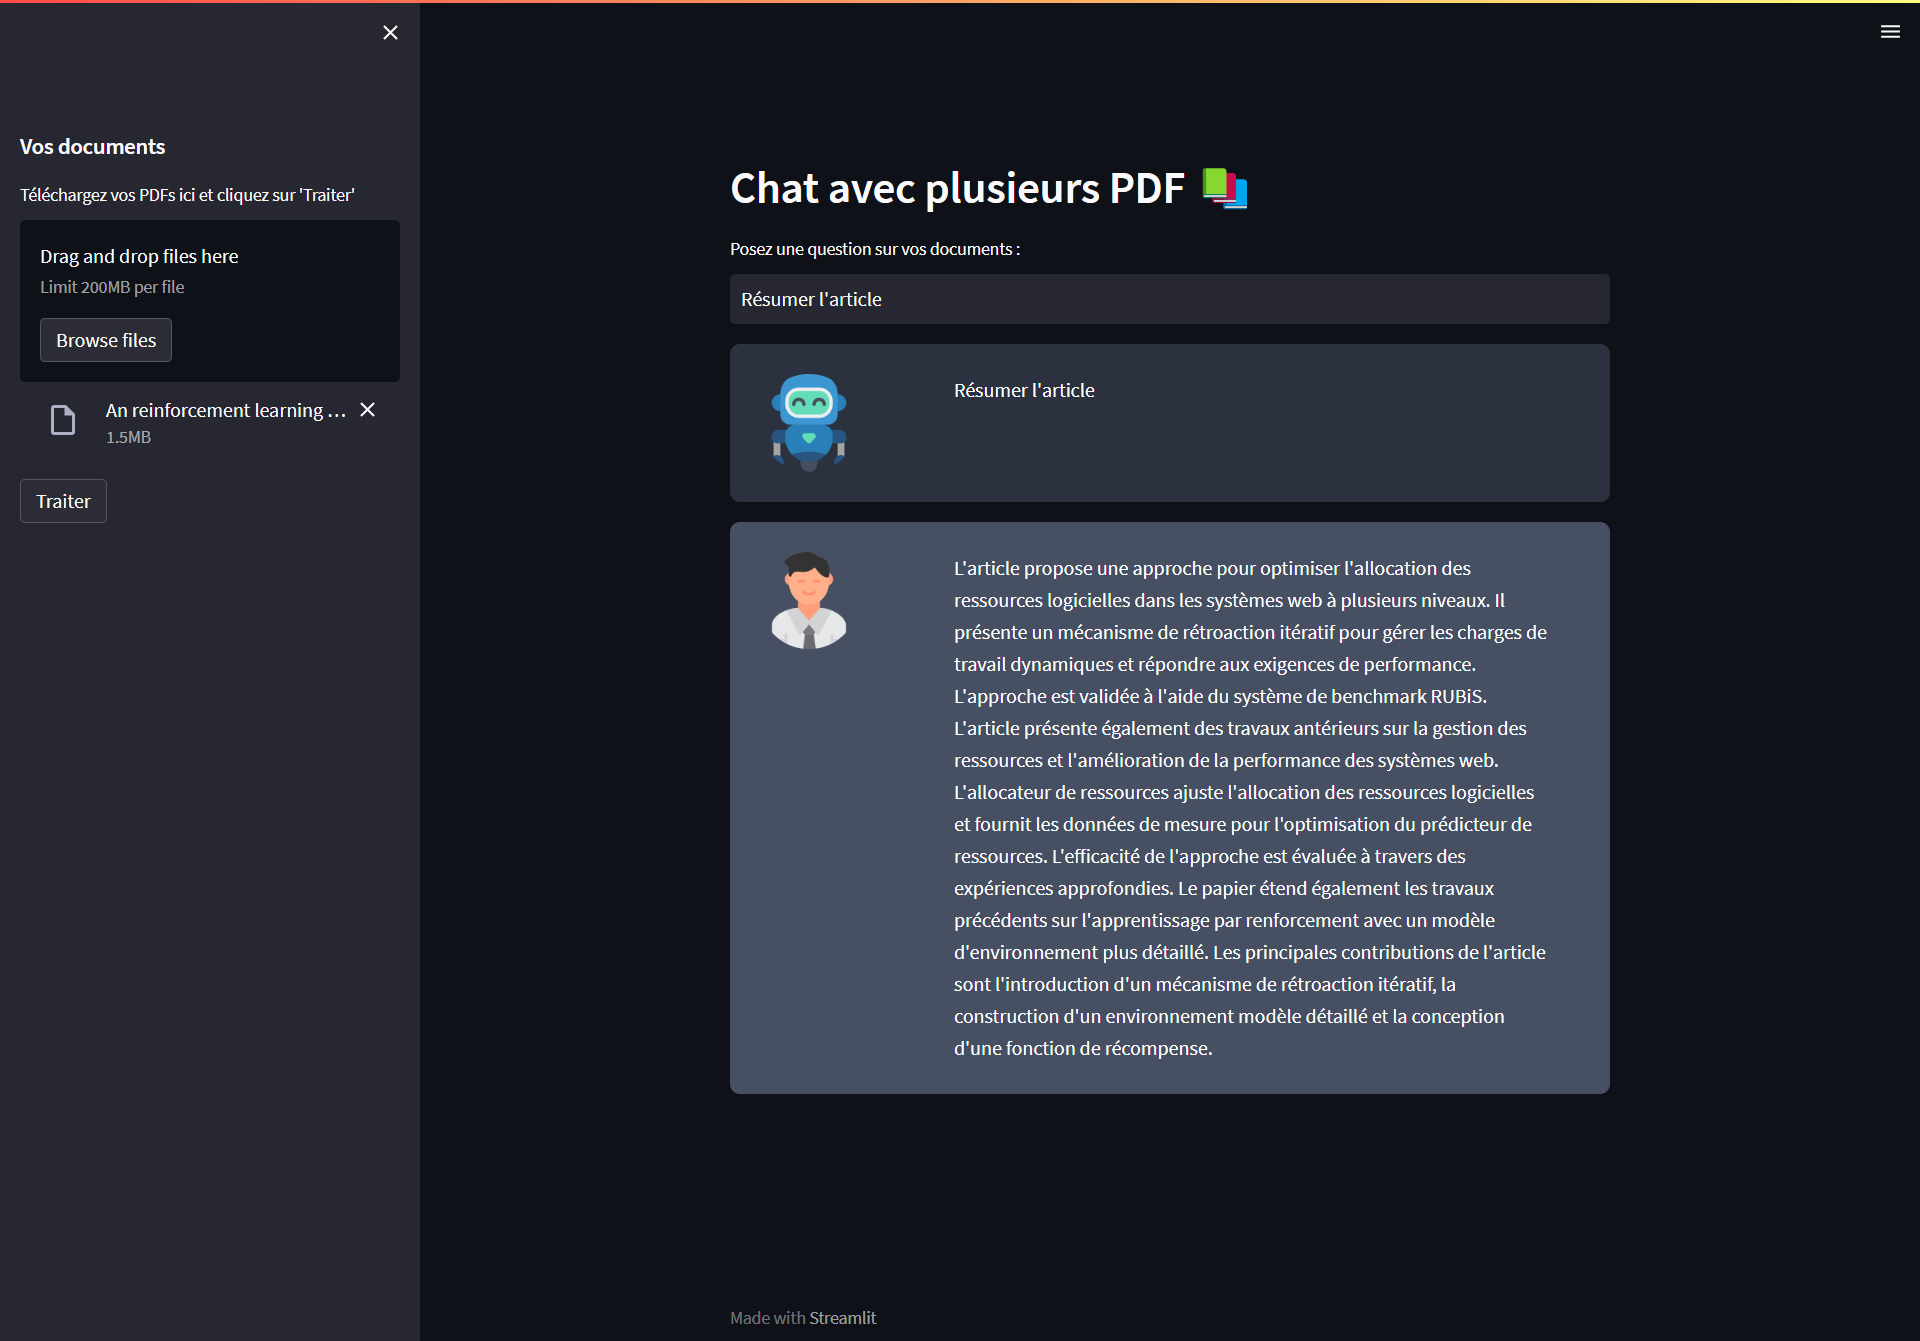 Vos documents
Téléchargez vos PDFs ici et cliquez sur 'Traiter'
Drag and drop files here
Limit 200MB per file
Browse files
An reinforcement learning …
1.5MB
Traiter
Chat avec plusieurs PDF
Posez une question sur vos documents :
Résumer l'article
Résumer l'article
L'article propose une approche pour optimiser l'allocation des
ressources logicielles dans les systèmes web à plusieurs niveaux. Il
présente un mécanisme de rétroaction itératif pour gérer les charges de
travail dynamiques et répondre aux exigences de performance.
L'approche est validée à l'aide du système de benchmark RUBiS.
L'article présente également des travaux antérieurs sur la gestion des
ressources et l'amélioration de la performance des systèmes web.
L'allocateur de ressources ajuste l'allocation des ressources logicielles
et fournit les données de mesure pour l'optimisation du prédicteur de
ressources. L'efficacité de l'approche est évaluée à travers des
expériences approfondies. Le papier étend également les travaux
précédents sur l'apprentissage par renforcement avec un modèle
d'environnement plus détaillé. Les principales contributions de l'article
sont l'introduction d'un mécanisme de rétroaction itératif, la
construction d'un environnement modèle détaillé et la conception
d'une fonction de récompense.
Made with Streamlit